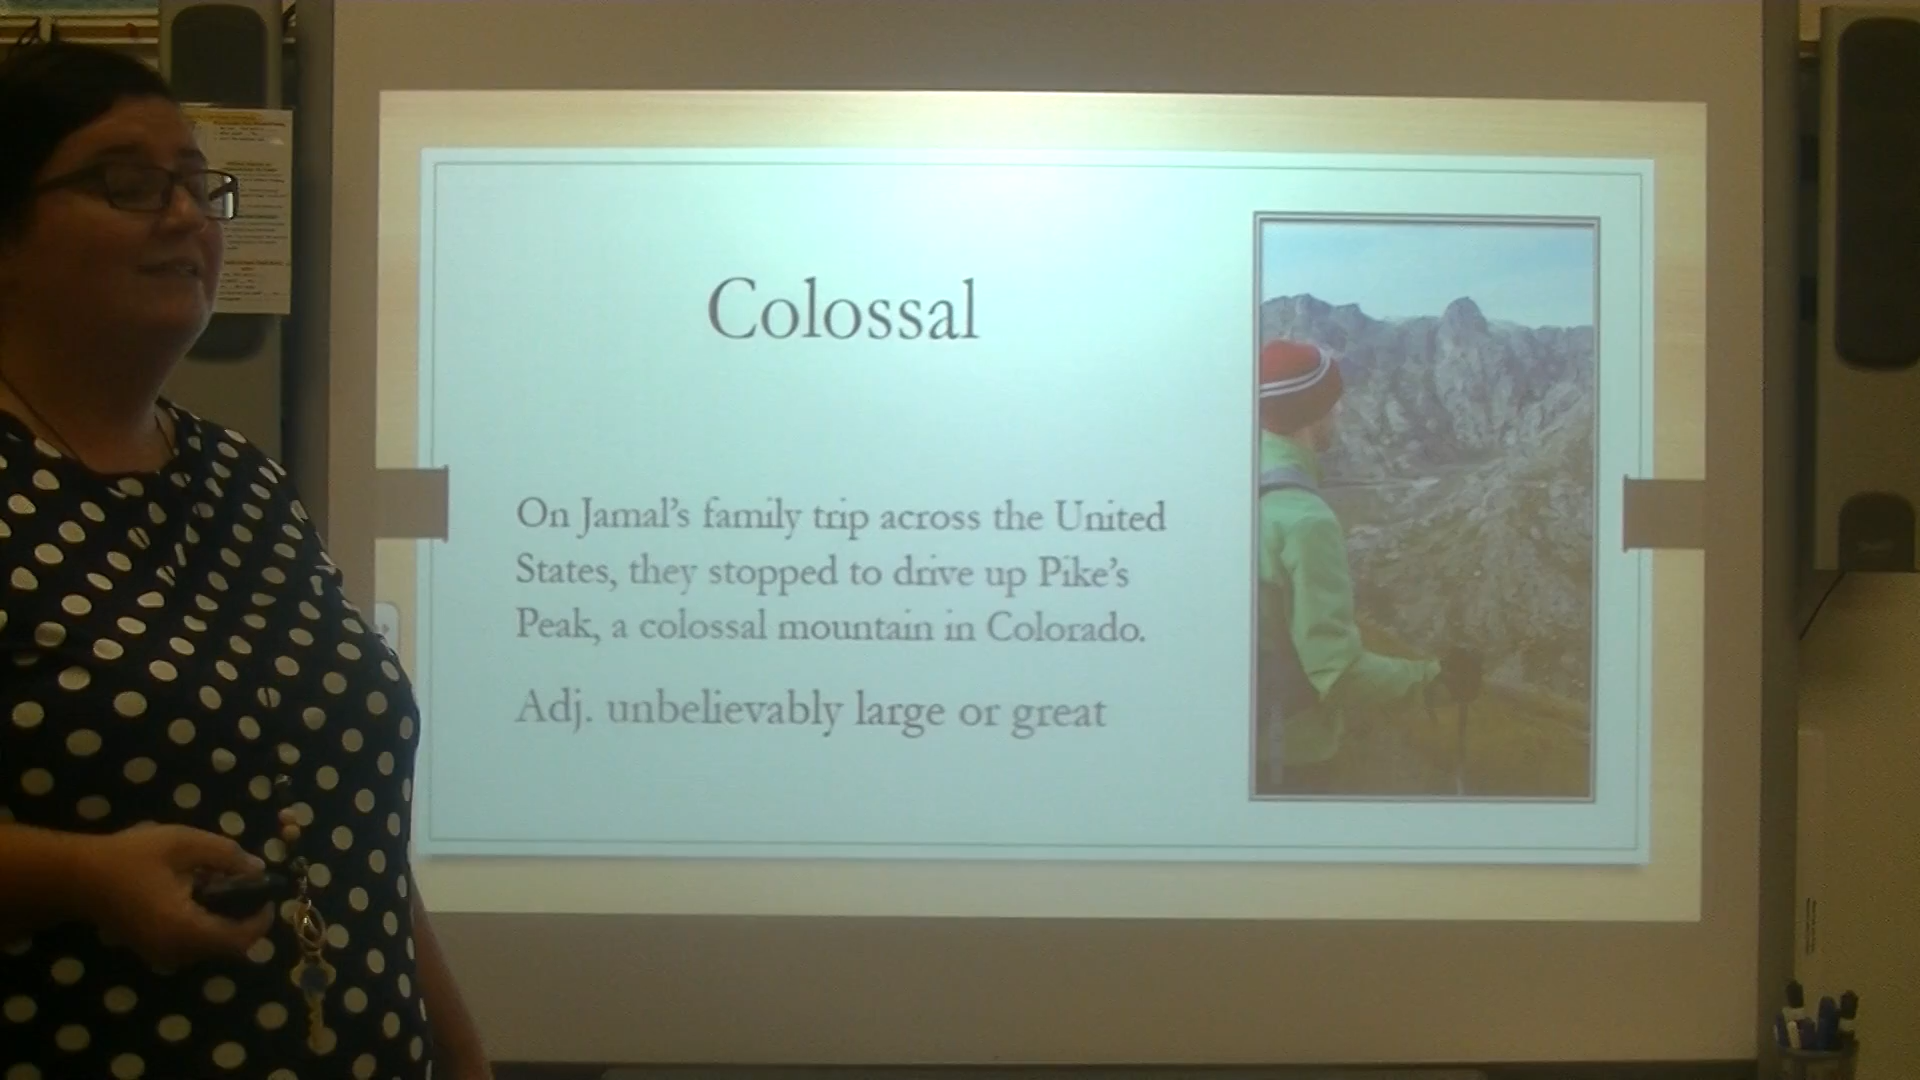 Colossal
On Jamal's family trip across the United
States, they stopped to drive up Pike's
Peak, a colossal mountain in Colorado.
Adj. unbelievably large or great